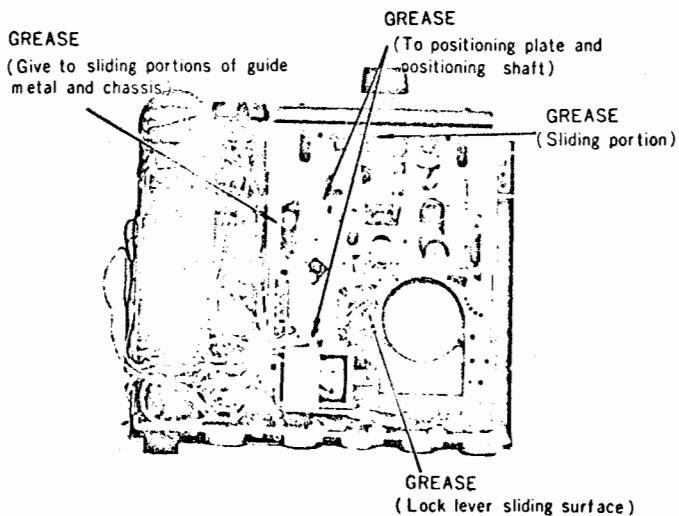 GREASE
(Give to sliding portions of guide
metal and chassis)
GREASE
(To positioning plate and
positioning shaft)
GREASE
(Sliding portion)
GREASE
(Lock lever sliding surface)